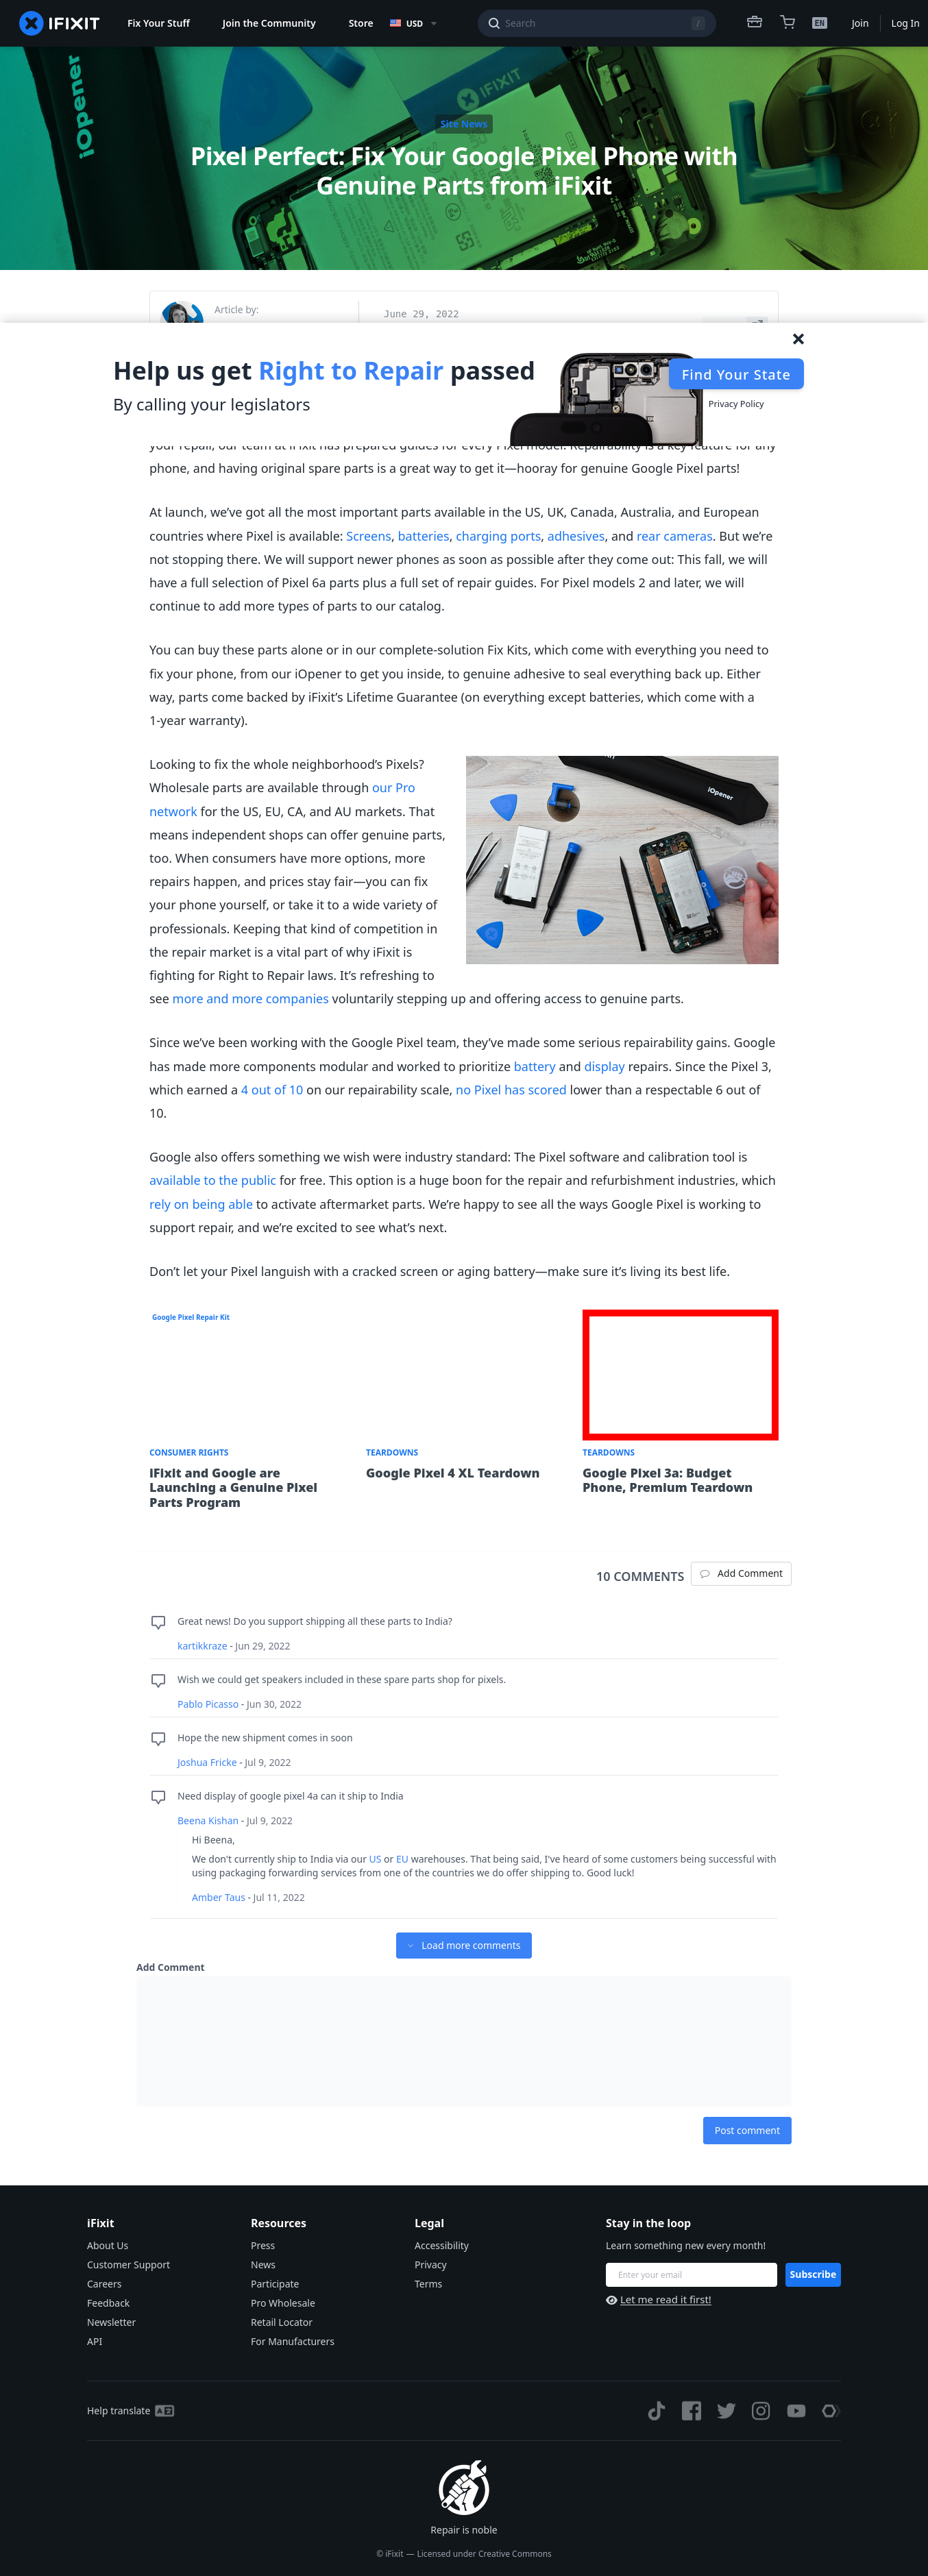 IFIXIT
Fix Your Stuff
Join the Community
Store
USD
Search
/
EN
Join
Log In
iOpener
Site News
Pixel Perfect: Fix Your Google Pixel Phone with
Genuine Parts from iFixit
Article by:
June 29, 2022
Help us get Right to Repair passed
By calling your legislators
Find Your State
Privacy Policy
phone, and having original spare parts is a great way to get it—hooray for genuine Google Pixel parts!
At launch, we’ve got all the most important parts available in the US, UK, Canada, Australia, and European
countries where Pixel is available: Screens, batteries, charging ports, adhesives, and rear cameras. But we’re
not stopping there. We will support newer phones as soon as possible after they come out: This fall, we will
have a full selection of Pixel 6a parts plus a full set of repair guides. For Pixel models 2 and later, we will
continue to add more types of parts to our catalog.
You can buy these parts alone or in our complete-solution Fix Kits, which come with everything you need to
fix your phone, from our iOpener to get you inside, to genuine adhesive to seal everything back up. Either
way, parts come backed by iFixit’s Lifetime Guarantee (on everything except batteries, which come with a
1-year warranty).
Looking to fix the whole neighborhood’s Pixels?
Wholesale parts are available through our Pro
network for the US, EU, CA, and AU markets. That
means independent shops can offer genuine parts,
too. When consumers have more options, more
repairs happen, and prices stay fair—you can fix
your phone yourself, or take it to a wide variety of
professionals. Keeping that kind of competition in
the repair market is a vital part of why iFixit is
fighting for Right to Repair laws. It’s refreshing to
see more and more companies voluntarily stepping up and offering access to genuine parts.
iOpener
Since we’ve been working with the Google Pixel team, they’ve made some serious repairability gains. Google
has made more components modular and worked to prioritize battery and display repairs. Since the Pixel 3,
which earned a 4 out of 10 on our repairability scale, no Pixel has scored lower than a respectable 6 out of
10.
Google also offers something we wish were industry standard: The Pixel software and calibration tool is
available to the public for free. This option is a huge boon for the repair and refurbishment industries, which
rely on being able to activate aftermarket parts. We’re happy to see all the ways Google Pixel is working to
support repair, and we’re excited to see what’s next.
Don’t let your Pixel languish with a cracked screen or aging battery—make sure it’s living its best life.
Google Pixel Repair Kit
CONSUMER RIGHTS
iFixit and Google are
Launching a Genuine Pixel
Parts Program
TEARDOWNS
Google Pixel 4 XL Teardown
TEARDOWNS
Google Pixel 3a: Budget
Phone, Premium Teardown
10 COMMENTS
Add Comment
Great news! Do you support shipping all these parts to India?
kartikkraze - Jun 29, 2022
Wish we could get speakers included in these spare parts shop for pixels.
Pablo Picasso - Jun 30, 2022
Hope the new shipment comes in soon
Joshua Fricke - Jul 9, 2022
Need display of google pixel 4a can it ship to India
Beena Kishan - Jul 9, 2022
Hi Beena,
We don't currently ship to India via our US or EU warehouses. That being said, I've heard of some customers being successful with
using packaging forwarding services from one of the countries we do offer shipping to. Good luck!
Amber Taus - Jul 11, 2022
Load more comments
Add Comment
Post comment
iFixit
About Us
Customer Support
Careers
Feedback
Newsletter
API
Resources
Press
News
Participate
Pro Wholesale
Retail Locator
For Manufacturers
Legal
Accessibility
Privacy
Terms
Stay in the loop
Learn something new every month!
Enter your email
Subscribe
Let me read it first!
Help translate
Repair is noble
© iFixit — Licensed under Creative Commons